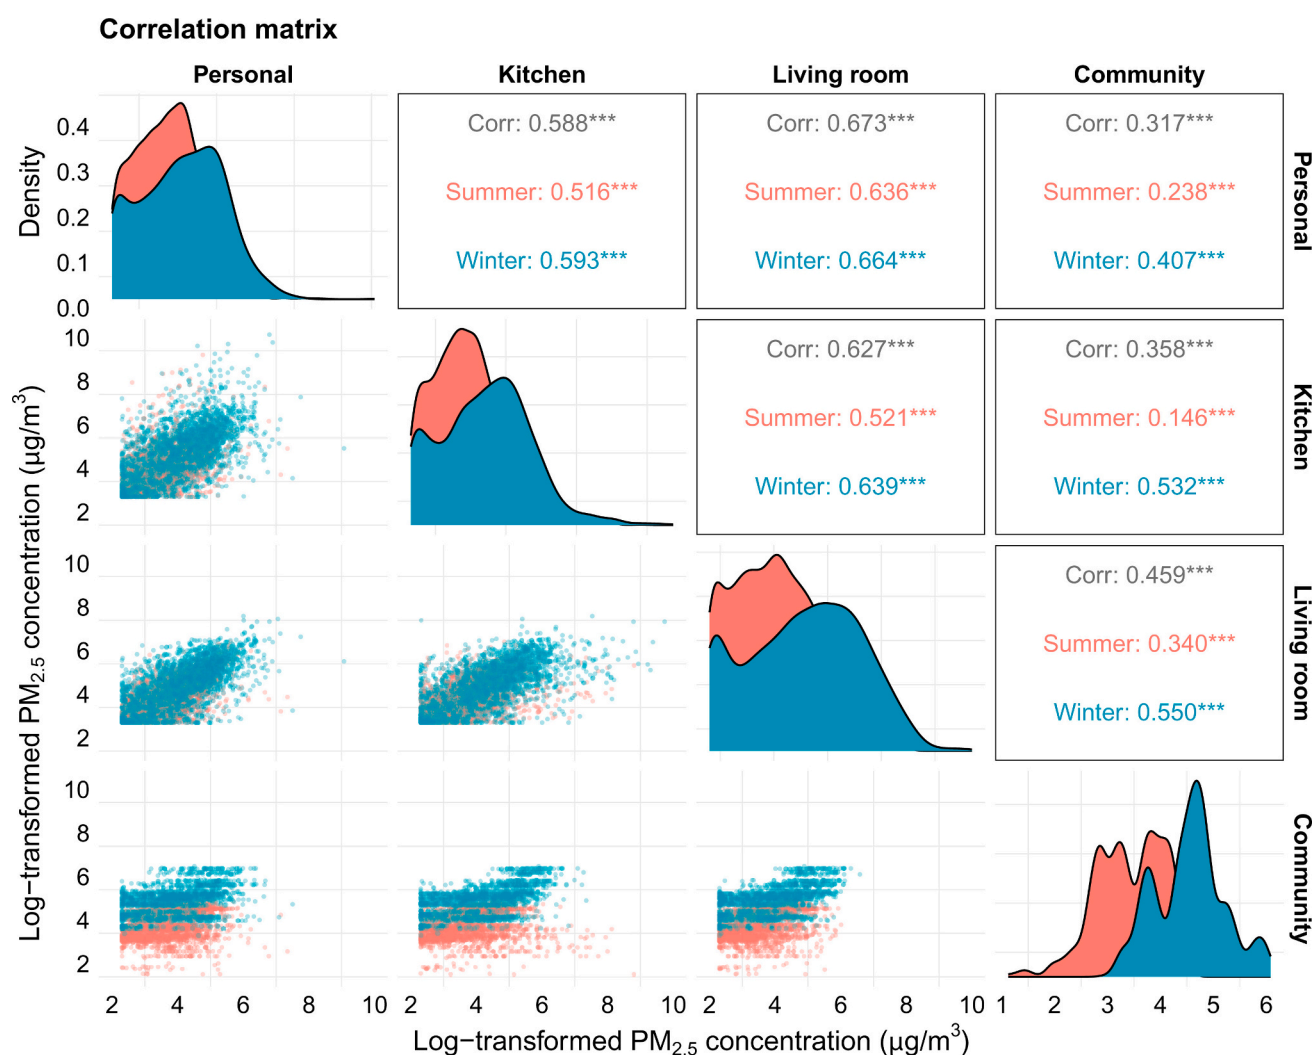 Correlation matrix
Personal Kitchen Living room Community
Density
0.4
0.3
0.2
0.1
0.0
Corr: 0.588*** Corr: 0.673*** Corr: 0.317***
Summer: 0.516*** Summer: 0.636*** Summer: 0.238***
Winter: 0.593*** Winter: 0.664*** Winter: 0.407***
Personal
10
8
6
4
2
Corr: 0.627*** Corr: 0.358***
Summer: 0.521*** Summer: 0.146***
Winter: 0.639*** Winter: 0.532***
Kitchen
Log−transformed PM2.5 concentration (µg/m³)
10
8
6
4
2
Corr: 0.459***
Summer: 0.340***
Winter: 0.550***
Living room
10
8
6
4
2
Community
2 4 6 8 10 2 4 6 8 10 2 4 6 8 10 1 2 3 4 5 6
Log−transformed PM2.5 concentration (µg/m³)